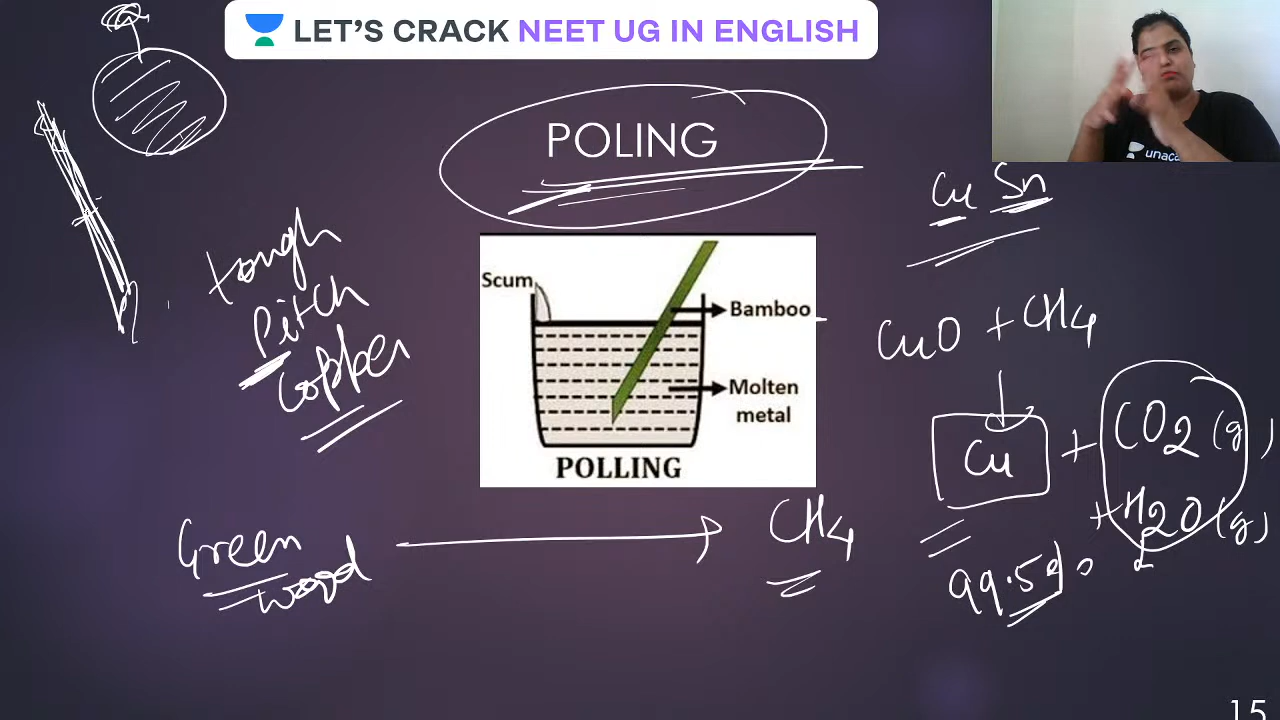 LET'S CRACK NEET UG IN ENGLISH
POLING
unaca
Cu Sn
tough
Pitch
Copper
Scum
Bamboo
Molten
metal
POLLING
CuO + CH4
Cu + CO2 (g)
+ H2O (g)
99.5%
Green
wood
CH4
15